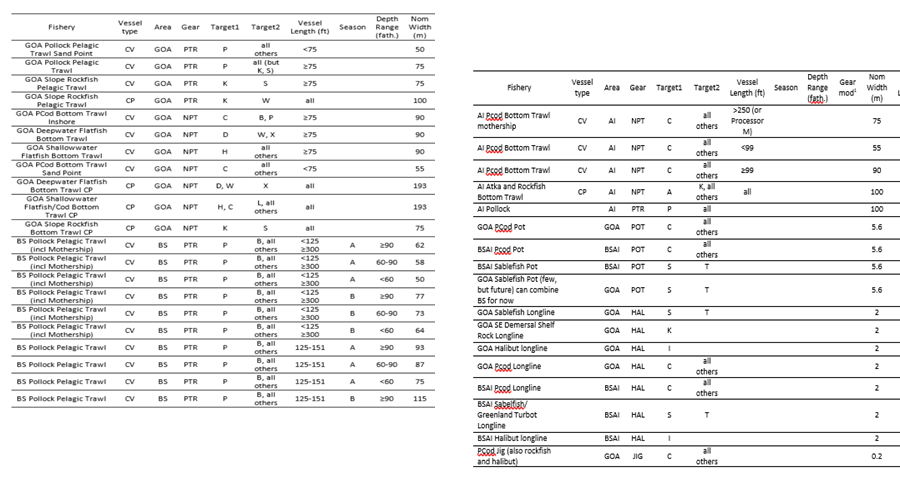 Fishery Vessel type Area Gear Target1 Target2 Vessel Length (ft) Season Depth Range (fath.) Nom Width (m)
GOA Pollock Pelagic Trawl Sand Point CV GOA PTR P all others <75 50
GOA Pollock Pelagic Trawl CV GOA PTR P all (but K, S) ≥75 75
GOA Slope Rockfish Pelagic Trawl CV GOA PTR K S ≥75 75
GOA Slope Rockfish Pelagic Trawl CP GOA PTR K W all 100
GOA PCod Bottom Trawl Inshore CV GOA NPT C B, P ≥75 90
GOA Deepwater Flatfish Bottom Trawl CV GOA NPT D W, X ≥75 90
GOA Shallowwater Flatfish Bottom Trawl CV GOA NPT H all others ≥75 90
GOA PCod Bottom Trawl Sand Point CV GOA NPT C all others <75 55
GOA Deepwater Flatfish Bottom Trawl CP CP GOA NPT D, W X all 193
GOA Shallowwater Flatfish/Cod Bottom Trawl CP CP GOA NPT H, C L, all others all 193
GOA Slope Rockfish Bottom Trawl CP CP GOA NPT K S all 75
BS Pollock Pelagic Trawl (incl Mothership) CV BS PTR P B, all others <125 ≥300 A ≥90 62
BS Pollock Pelagic Trawl (incl Mothership) CV BS PTR P B, all others <125 ≥300 A 60-90 58
BS Pollock Pelagic Trawl (incl Mothership) CV BS PTR P B, all others <125 ≥300 A <60 50
BS Pollock Pelagic Trawl (incl Mothership) CV BS PTR P B, all others <125 ≥300 B ≥90 77
BS Pollock Pelagic Trawl (incl Mothership) CV BS PTR P B, all others <125 ≥300 B 60-90 73
BS Pollock Pelagic Trawl (incl Mothership) CV BS PTR P B, all others <125 ≥300 B <60 64
BS Pollock Pelagic Trawl CV BS PTR P B, all others 125-151 A ≥90 93
BS Pollock Pelagic Trawl CV BS PTR P B, all others 125-151 A 60-90 87
BS Pollock Pelagic Trawl CV BS PTR P B, all others 125-151 A <60 75
BS Pollock Pelagic Trawl CV BS PTR P B, all others 125-151 B ≥90 115
Fishery Vessel type Area Gear Target1 Target2 Vessel Length (ft) Season Depth Range (fath.) Gear mod¹ Nom Width (m)
AI Pcod Bottom Trawl mothership CV AI NPT C all others >250 (or Processor M) 75
AI Pcod Bottom Trawl CV AI NPT C all others <99 55
AI Pcod Bottom Trawl CV AI NPT C all others ≥99 90
AI Atka and Rockfish Bottom Trawl CP AI NPT A K, all others all 100
AI Pollock AI PTR P all 100
GOA PCod Pot GOA POT C all others 5.6
BSAI Pcod Pot BSAI POT C all others 5.6
BSAI Sablefish Pot BSAI POT S T 5.6
GOA Sablefish Pot (few, but future) can combine BS for now GOA POT S T 5.6
GOA Sablefish Longline GOA HAL S T 2
GOA SE Demersal Shelf Rock Longline GOA HAL K 2
GOA Halibut longline GOA HAL I 2
GOA Pcod Longline GOA HAL C all others 2
BSAI Pcod Longline BSAI HAL C all others 2
BSAI Sabelfish/ Greenland Turbot Longline BSAI HAL S T 2
BSAI Halibut longline BSAI HAL I 2
PCod Jig (also rockfish and halibut) GOA JIG C all others 0.2